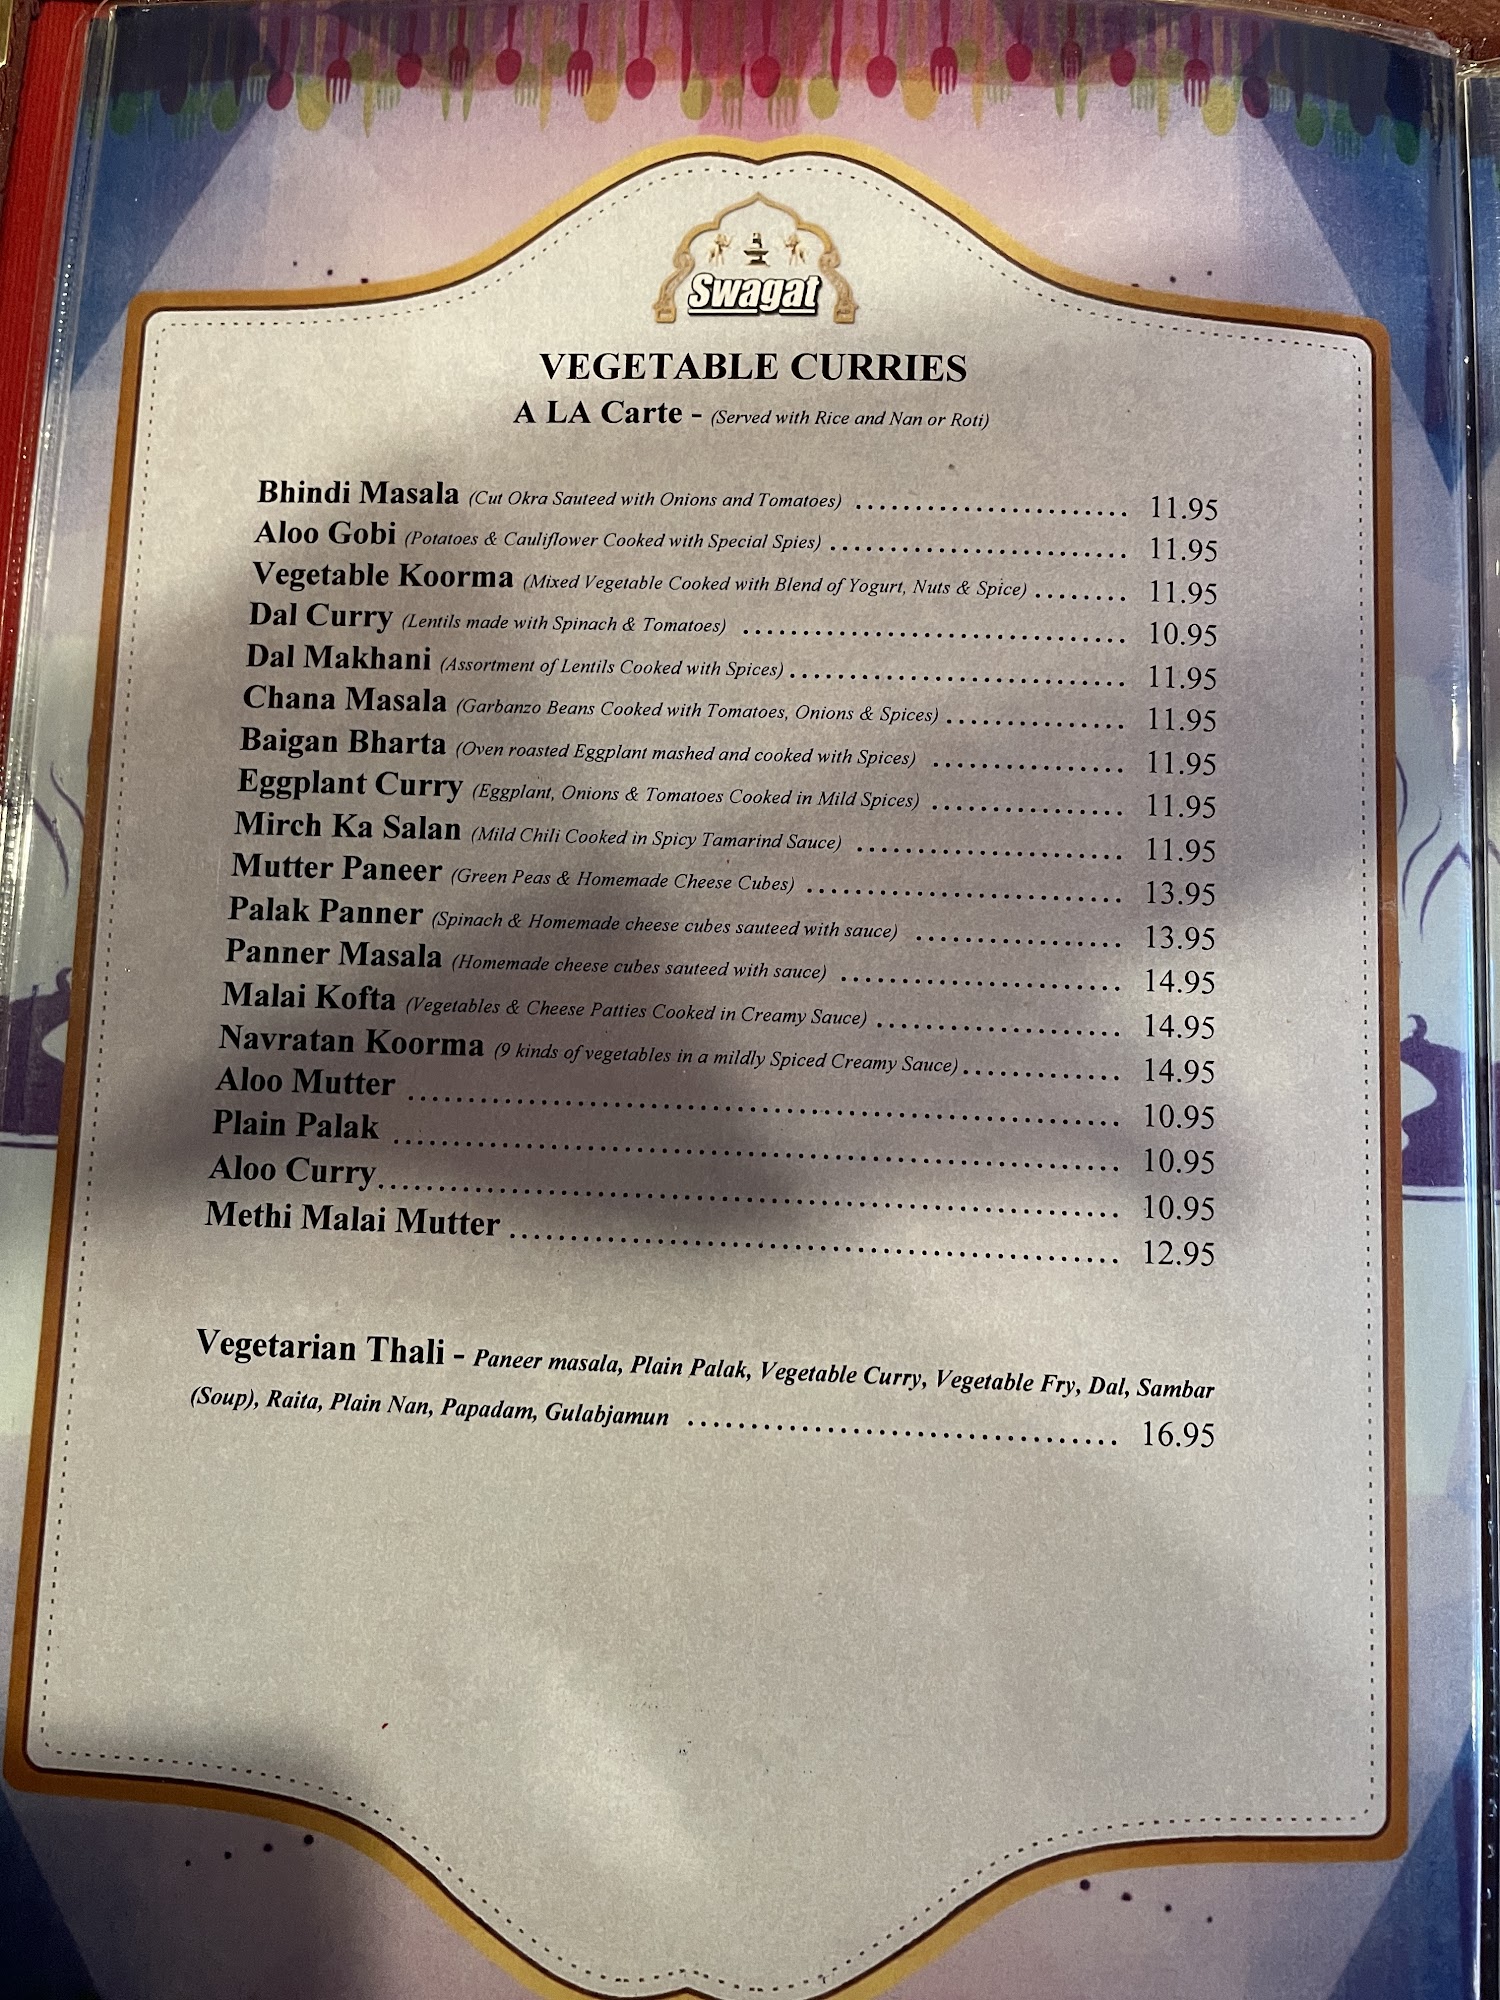 Swagat
VEGETABLE CURRIES
A LA Carte - (Served with Rice and Nan or Roti)
Bhindi Masala (Cut Okra Sauteed with Onions and Tomatoes) ........................ 11.95
Aloo Gobi (Potatoes & Cauliflower Cooked with Special Spies) .......................... 11.95
Vegetable Koorma (Mixed Vegetable Cooked with Blend of Yogurt, Nuts & Spice) ........ 11.95
Dal Curry (Lentils made with Spinach & Tomatoes) ................................. 10.95
Dal Makhani (Assortment of Lentils Cooked with Spices) ............................. 11.95
Chana Masala (Garbanzo Beans Cooked with Tomatoes, Onions & Spices) ................ 11.95
Baigan Bharta (Oven roasted Eggplant mashed and cooked with Spices) ................ 11.95
Eggplant Curry (Eggplant, Onions & Tomatoes Cooked in Mild Spices) ................ 11.95
Mirch Ka Salan (Mild Chili Cooked in Spicy Tamarind Sauce) ....................... 11.95
Mutter Paneer (Green Peas & Homemade Cheese Cubes) ........................... 13.95
Palak Panner (Spinach & Homemade cheese cubes sauteed with sauce) .................. 13.95
Panner Masala (Homemade cheese cubes sauteed with sauce) ........................ 14.95
Malai Kofta (Vegetables & Cheese Patties Cooked in Creamy Sauce) ..................... 14.95
Navratan Koorma (9 kinds of vegetables in a mildly Spiced Creamy Sauce) .............. 14.95
Aloo Mutter ............................................................. 10.95
Plain Palak .............................................................. 10.95
Aloo Curry ............................................................... 10.95
Methi Malai Mutter .................................................... 12.95
Vegetarian Thali - Paneer masala, Plain Palak, Vegetable Curry, Vegetable Fry, Dal, Sambar
(Soup), Raita, Plain Nan, Papadam, Gulabjamun ................................... 16.95